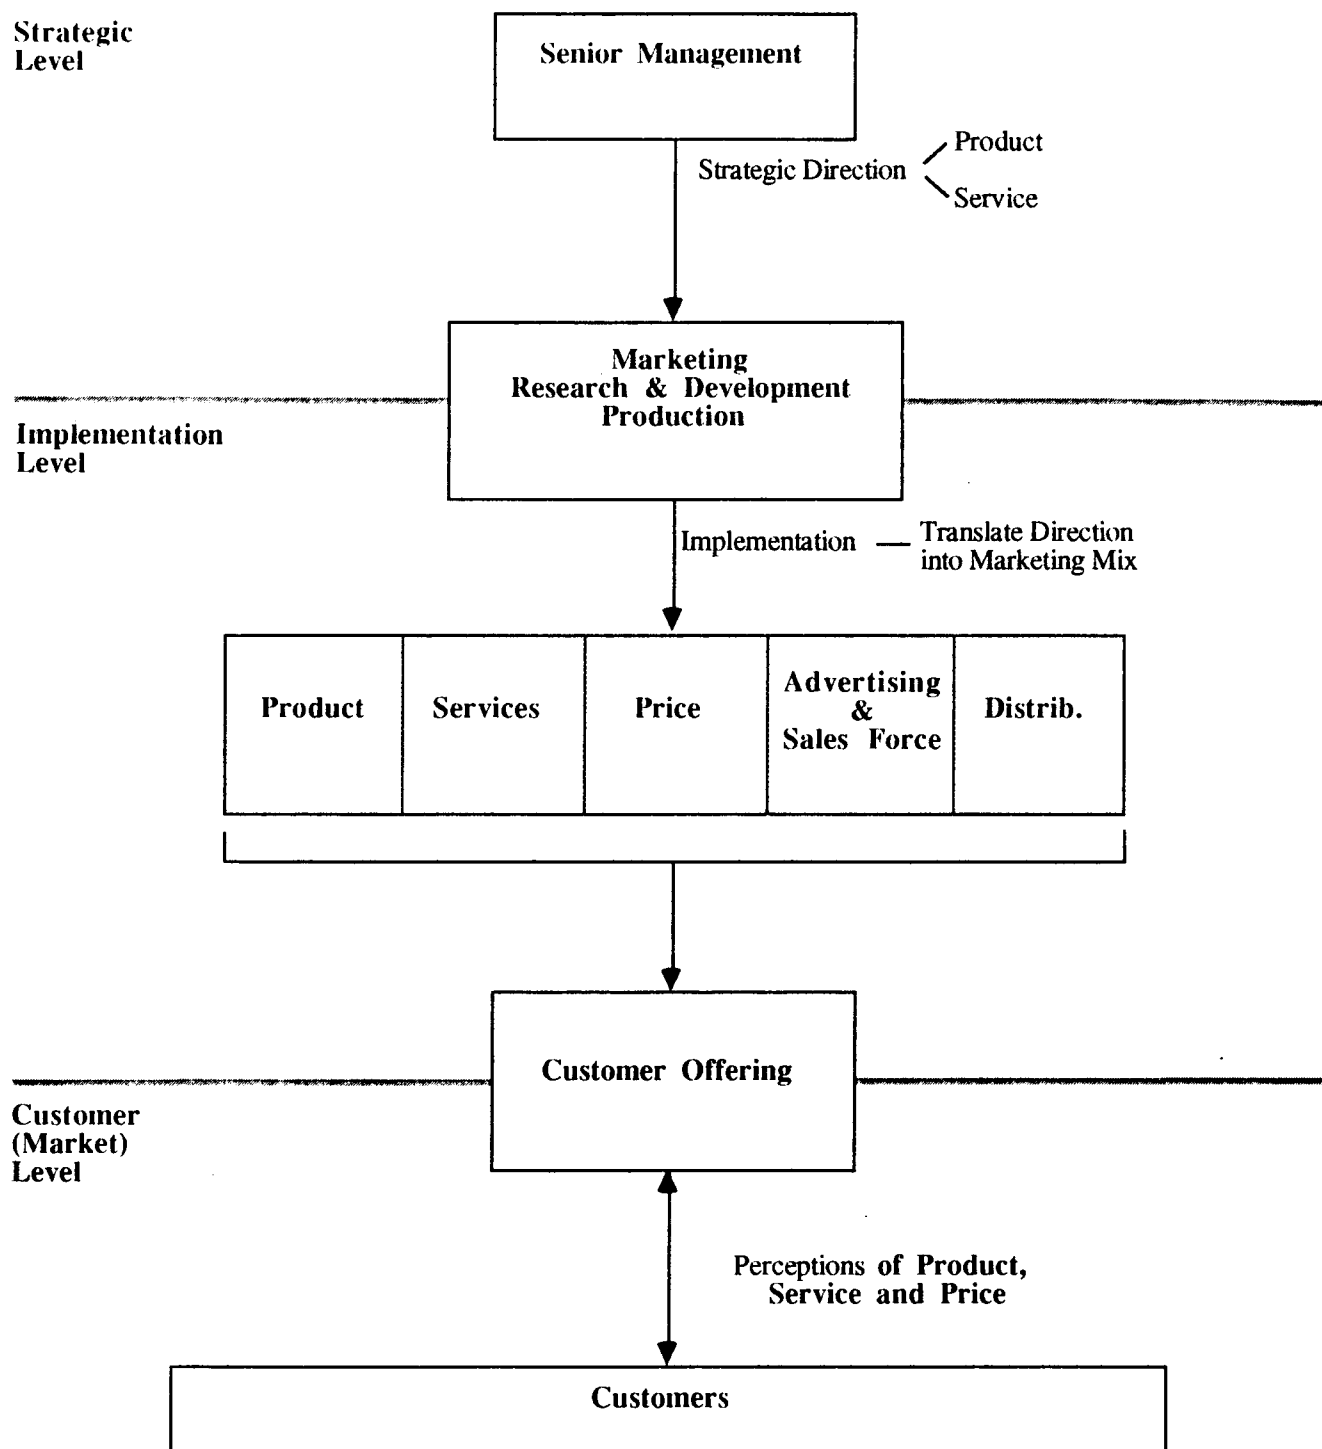 Strategic
Level
Senior Management
Strategic Direction
Product
Service
Marketing
Research & Development
Production
Implementation
Level
Implementation — Translate Direction
into Marketing Mix
Product
Services
Price
Advertising
&
Sales Force
Distrib.
Customer Offering
Customer
(Market)
Level
Perceptions of Product,
Service and Price
Customers